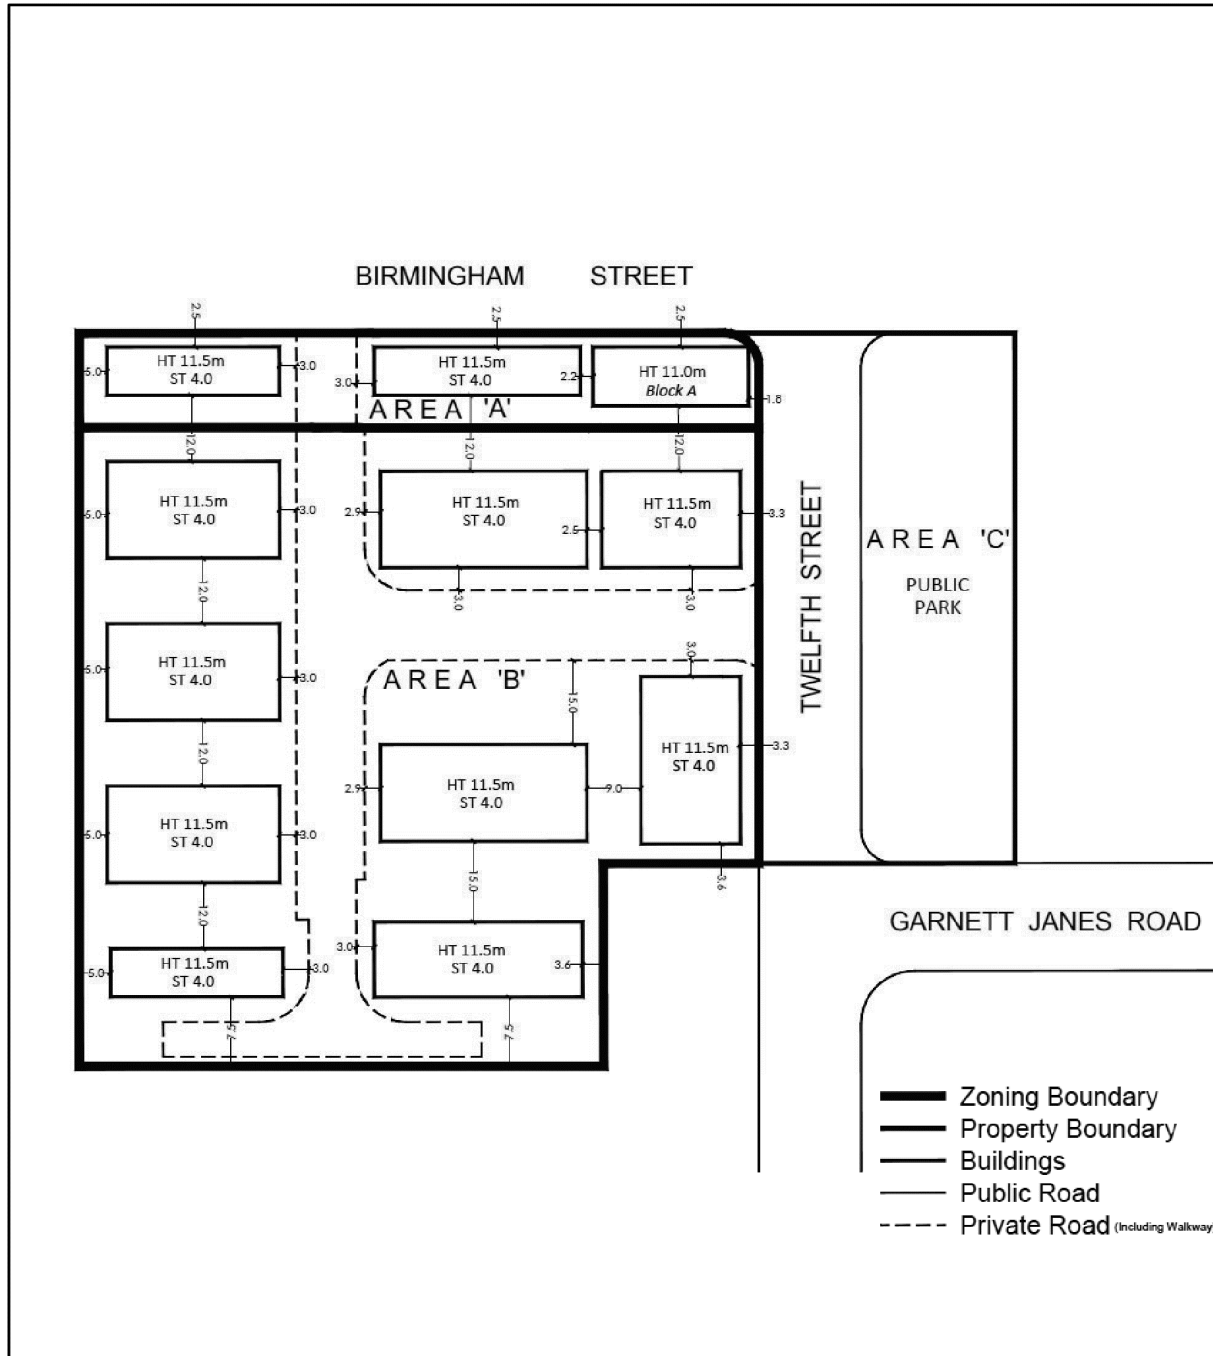 BIRMINGHAM STREET
2.5
2.5
2.5
HT 11.5m
ST 4.0
5.0
3.0
HT 11.5m
ST 4.0
3.0
2.2
HT 11.0m
Block A
1.8
AREA 'A'
12.0
12.0
12.0
HT 11.5m
ST 4.0
5.0
3.0
HT 11.5m
ST 4.0
2.9
2.5
HT 11.5m
ST 4.0
3.3
3.0
3.0
TWELFTH STREET
AREA 'C'
PUBLIC
PARK
12.0
HT 11.5m
ST 4.0
5.0
3.0
AREA 'B'
15.0
3.0
HT 11.5m
ST 4.0
3.3
12.0
HT 11.5m
ST 4.0
2.9
9.0
HT 11.5m
ST 4.0
5.0
3.0
15.0
3.6
12.0
GARNETT JANES ROAD
HT 11.5m
ST 4.0
5.0
3.0
HT 11.5m
ST 4.0
3.0
3.6
7.5
7.5
Zoning Boundary
Property Boundary
Buildings
Public Road
Private Road (Including Walkway)